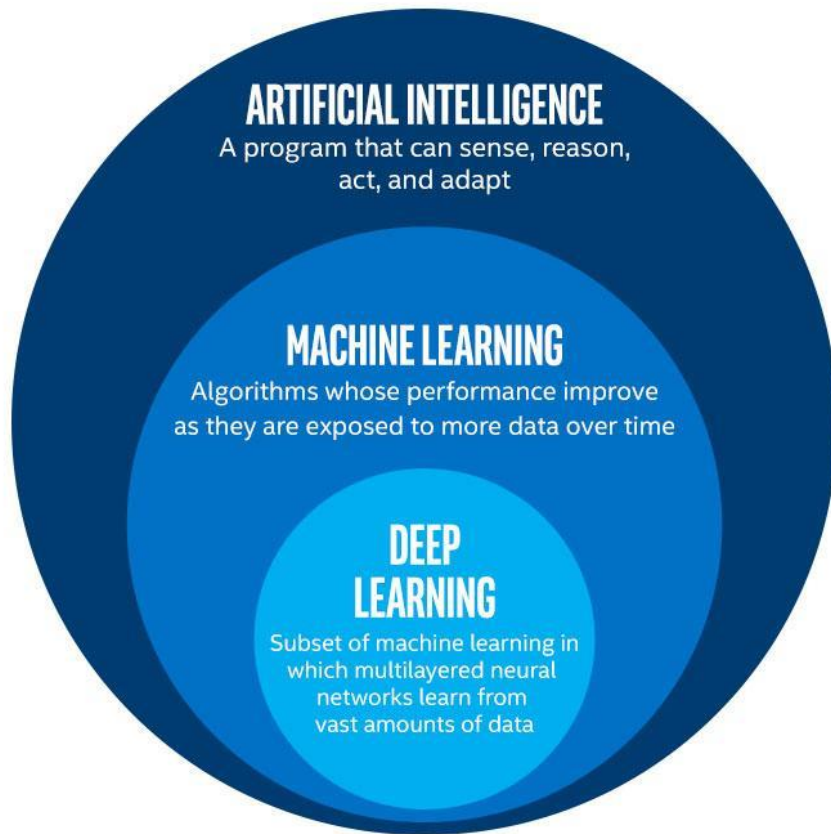 ARTIFICIAL INTELLIGENCE
A program that can sense, reason,
act, and adapt
MACHINE LEARNING
Algorithms whose performance improve
as they are exposed to more data over time
DEEP
LEARNING
Subset of machine learning in
which multilayered neural
networks learn from
vast amounts of data